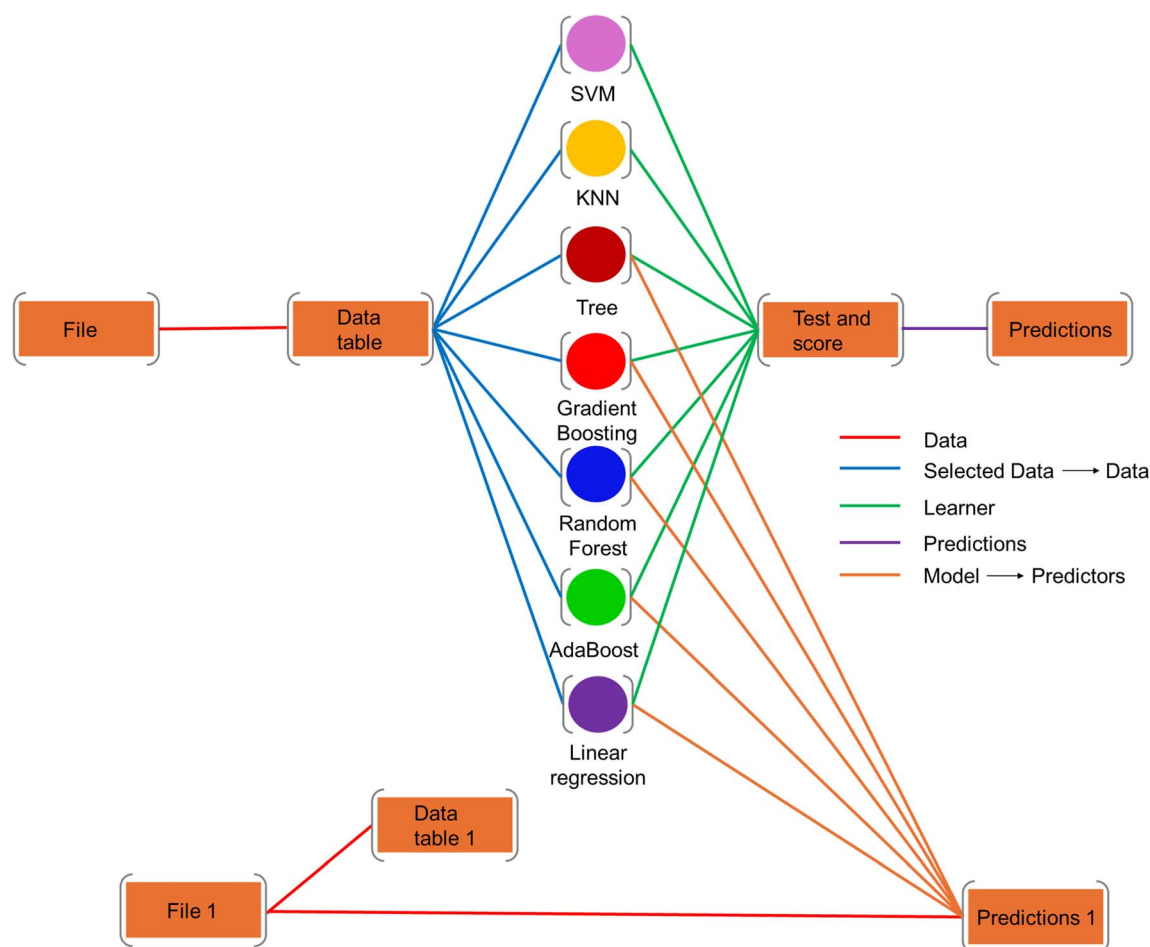 SVM
KNN
Tree
File
Data
table
Test and
score
Predictions
Gradient
Boosting
Random
Forest
AdaBoost
Linear
regression
Data
Selected Data → Data
Learner
Predictions
Model → Predictors
Data
table 1
File 1
Predictions 1